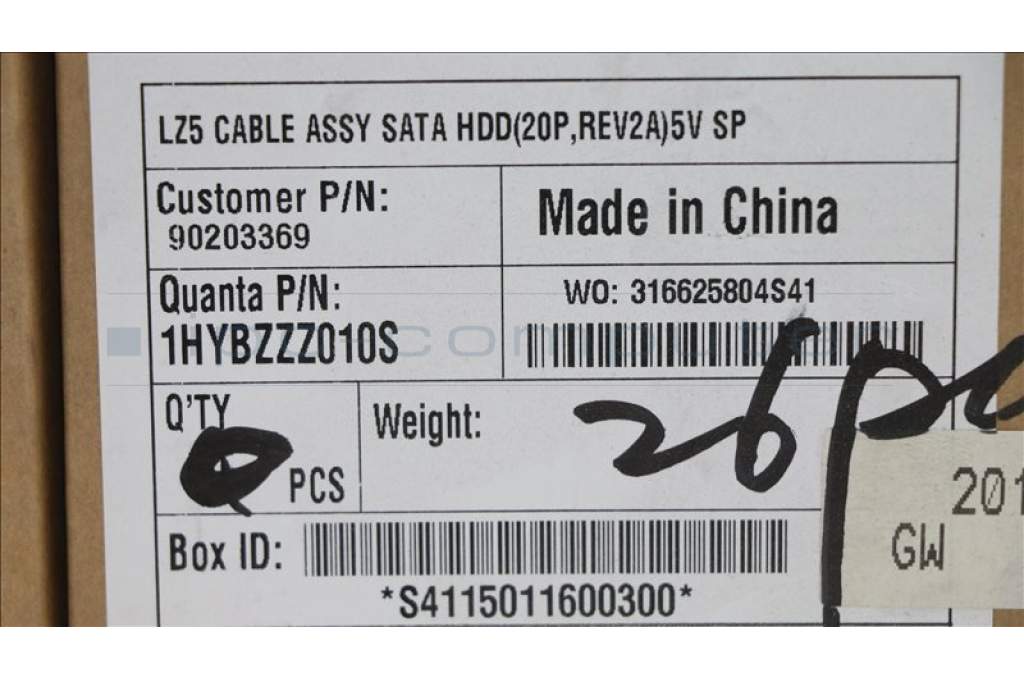 LZ5 CABLE ASSY SATA HDD(20P,REV2A)5V SP
Customer P/N:
90203369
Made in China
Quanta P/N:
1HYBZZZ010S
WO: 316625804S41
Q'TY
PCS
Weight:
26pc
Box ID:
*S4115011600300*
201
GW